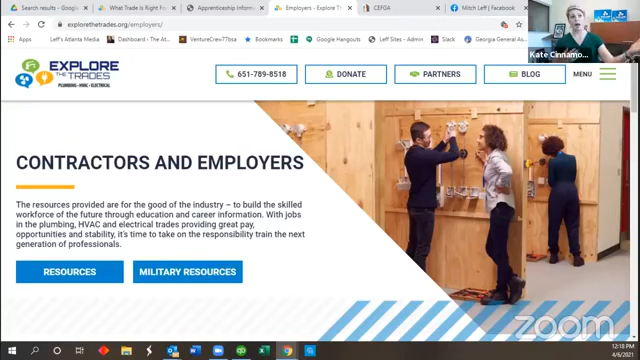 Search results - Google
What Trade Is Right F
Apprenticeship Inform
Employers - Explore Th
CEFGA
Mitch Leff | Facebook
explorethetrades.org/employers/
Apps
Leff's Atlanta Media
Dashboard - The At
VentureCrew77bsa
Bookmarks
Google Hangouts
Leff Sites - Admin
Slack
Georgia General As
Kate Cinnamo...
EXPLORE
THE TRADES
PLUMBING • HVAC • ELECTRICAL
651-789-8518
DONATE
PARTNERS
BLOG
MENU
CONTRACTORS AND EMPLOYERS
The resources provided are for the good of the industry – to build the skilled
workforce of the future through education and career information. With jobs
in the plumbing, HVAC and electrical trades providing great pay,
opportunities and stability, it's time to take on the responsibility train the next
generation of professionals.
RESOURCES
MILITARY RESOURCES
zoom
12:18 PM
4/6/2021